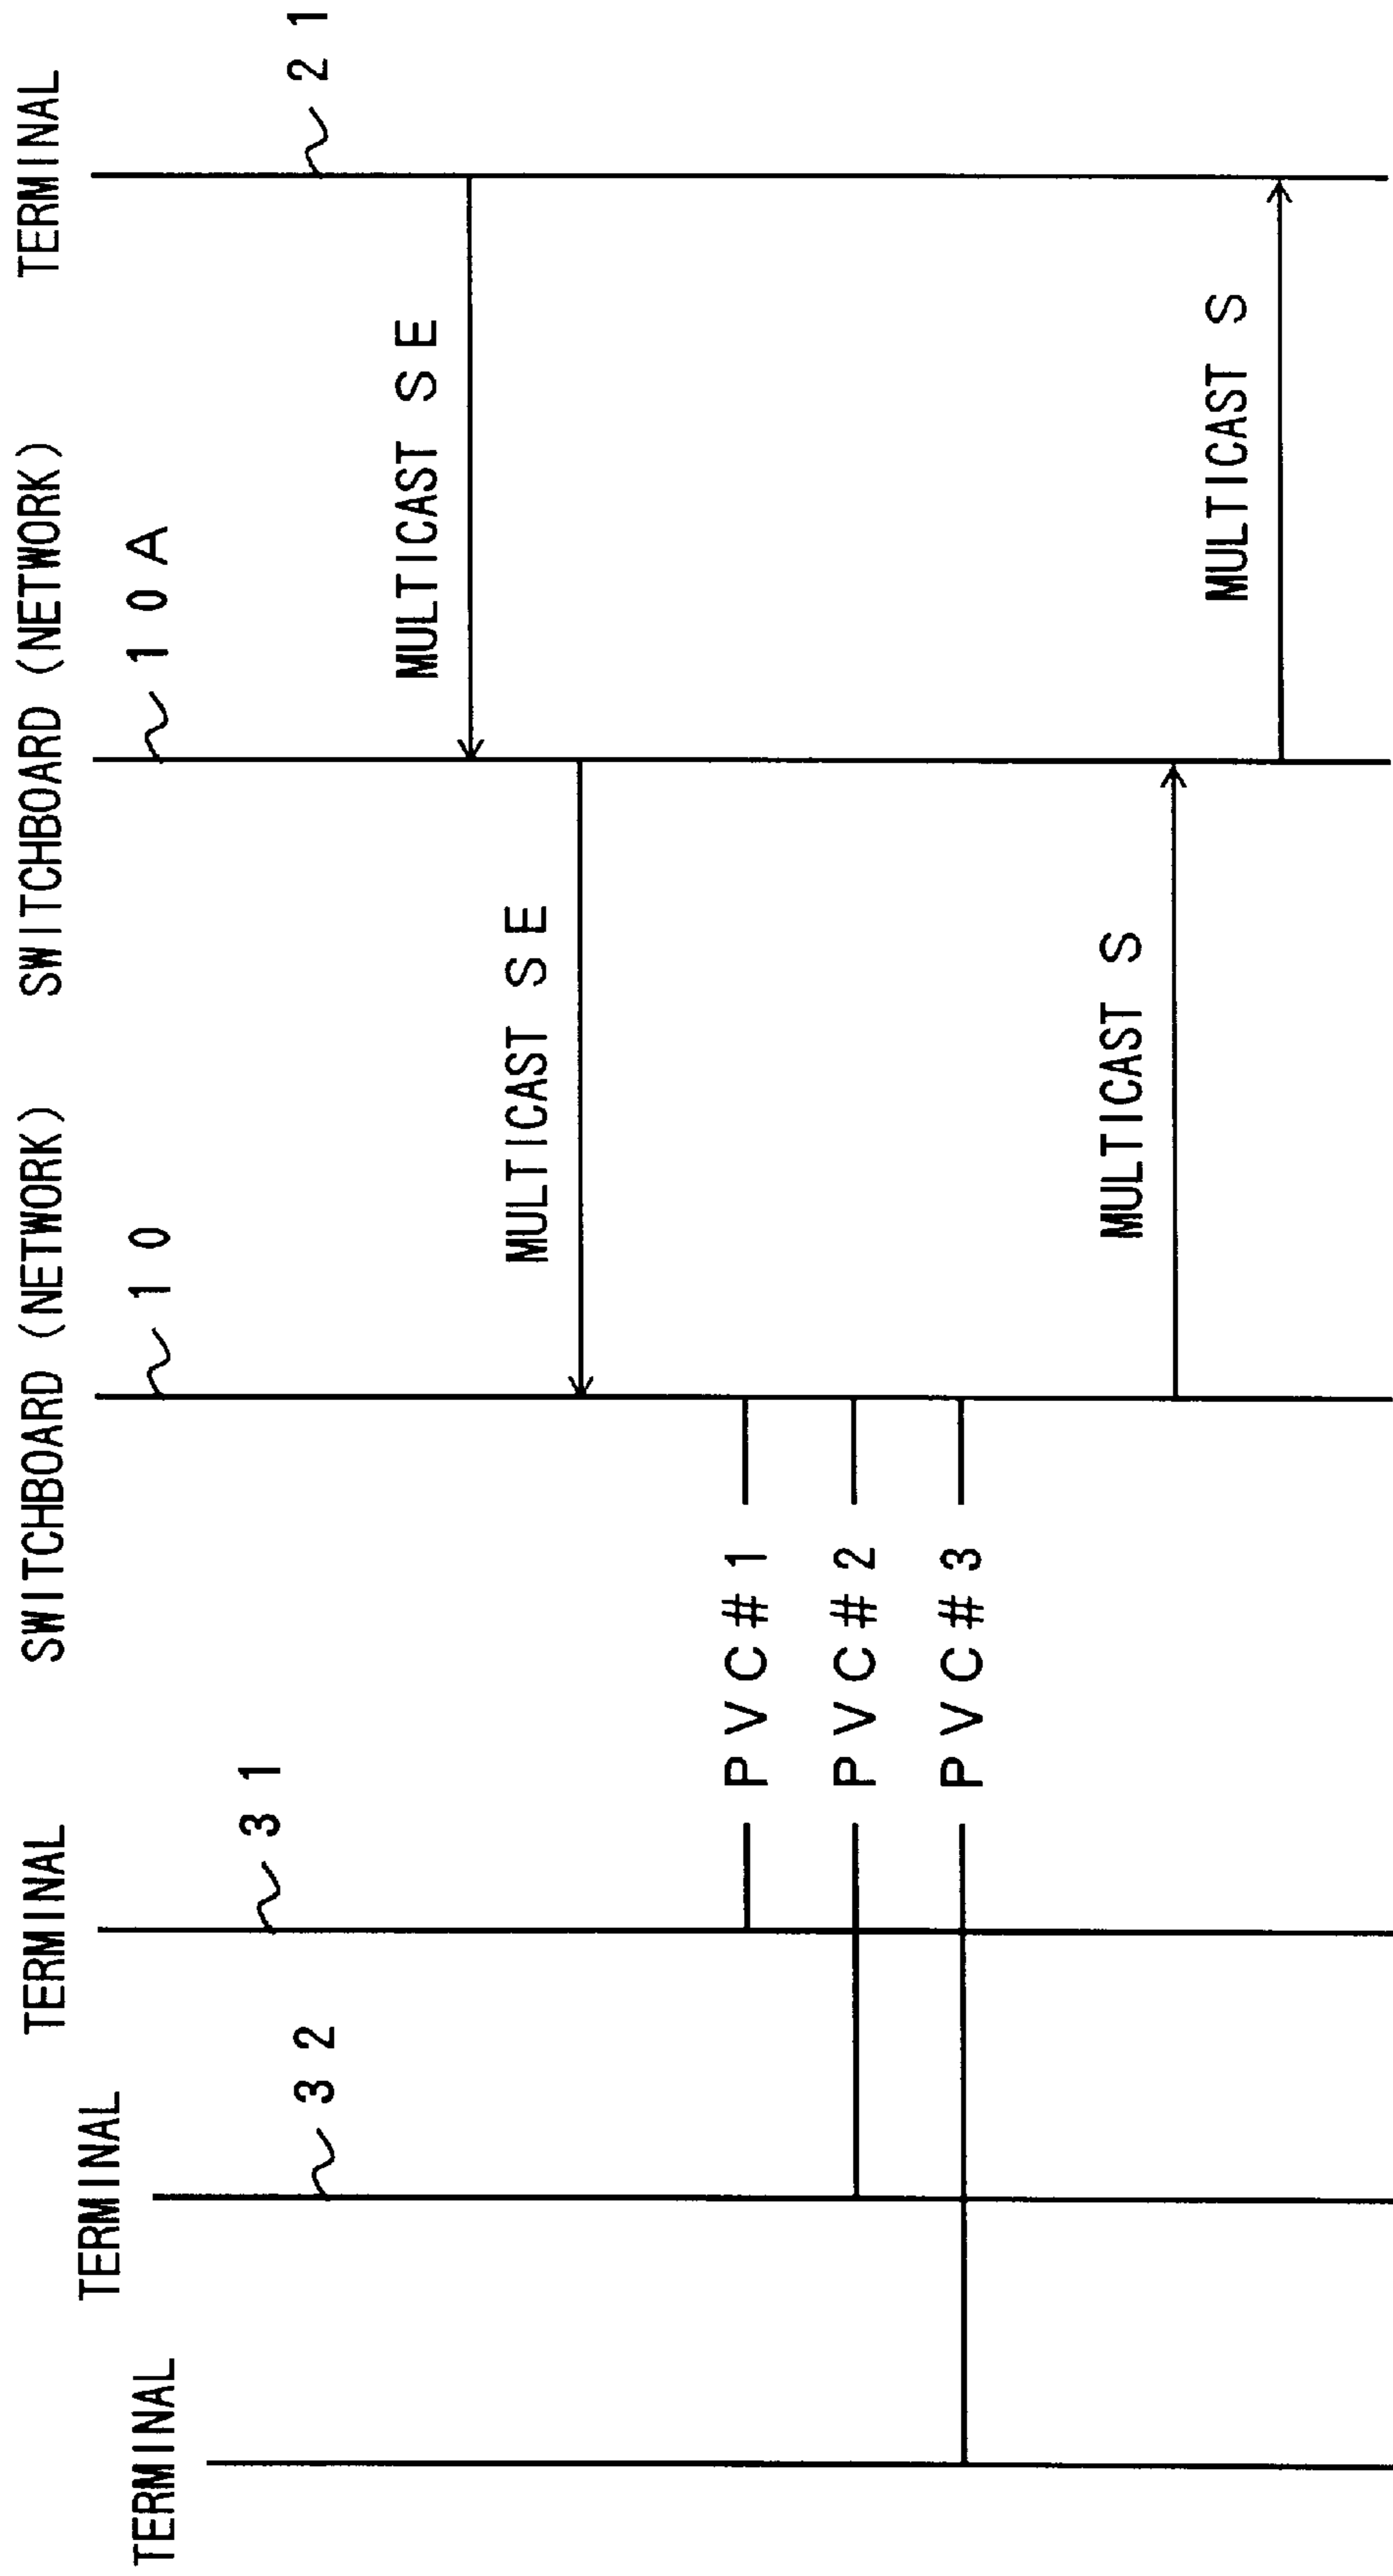 TERMINAL
TERMINAL
TERMINAL
SWITCHBOARD (NETWORK)
SWITCHBOARD (NETWORK)
TERMINAL
32
31
10
10A
21
MULTICAST SE
MULTICAST SE
PVC#1
PVC#2
PVC#3
MULTICAST S
MULTICAST S